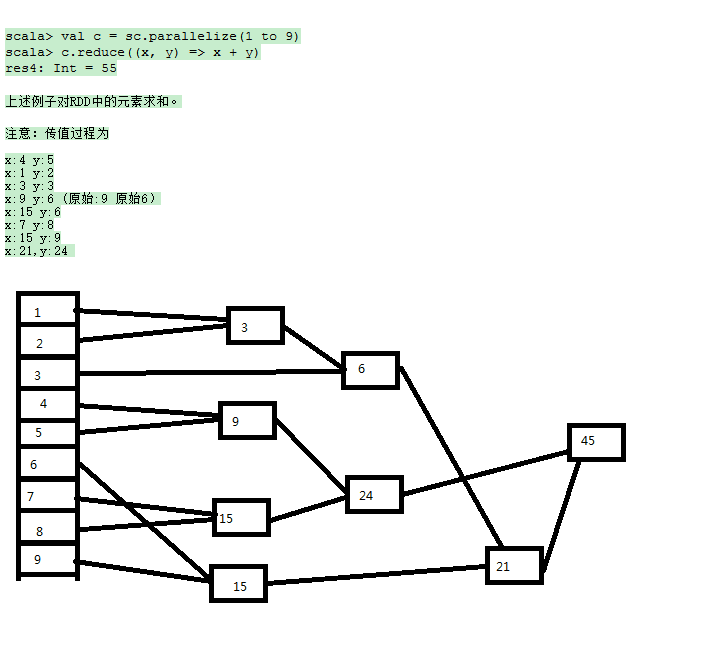 scala> val c = sc.parallelize(1 to 9)
scala> c.reduce((x, y) => x + y)
res4: Int = 55
上述例子对RDD中的元素求和。
注意: 传值过程为
x:4 y:5
x:1 y:2
x:3 y:3
x:9 y:6 (原始:9 原始6)
x:15 y:6
x:7 y:8
x:15 y:9
x:21,y:24
1
2
3
4
5
6
7
8
9
3
9
15
15
6
24
21
45